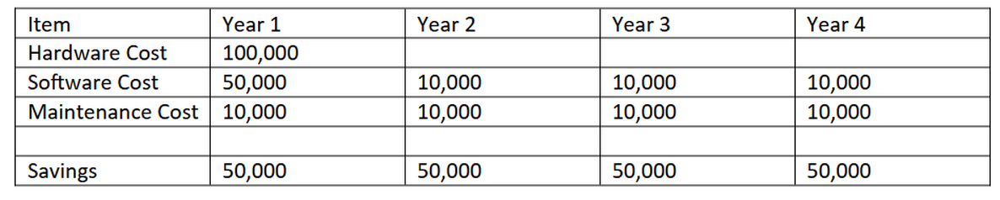 Item Year 1 Year 2 Year 3 Year 4
Hardware Cost 100,000
Software Cost 50,000 10,000 10,000 10,000
Maintenance Cost 10,000 10,000 10,000 10,000
Savings 50,000 50,000 50,000 50,000